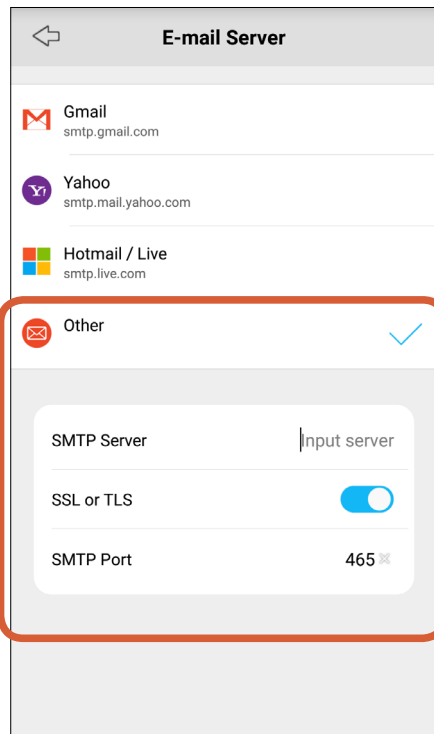 E-mail Server
Gmail
smtp.gmail.com
Yahoo
smtp.mail.yahoo.com
Hotmail / Live
smtp.live.com
Other
SMTP Server Input server
SSL or TLS
SMTP Port 465